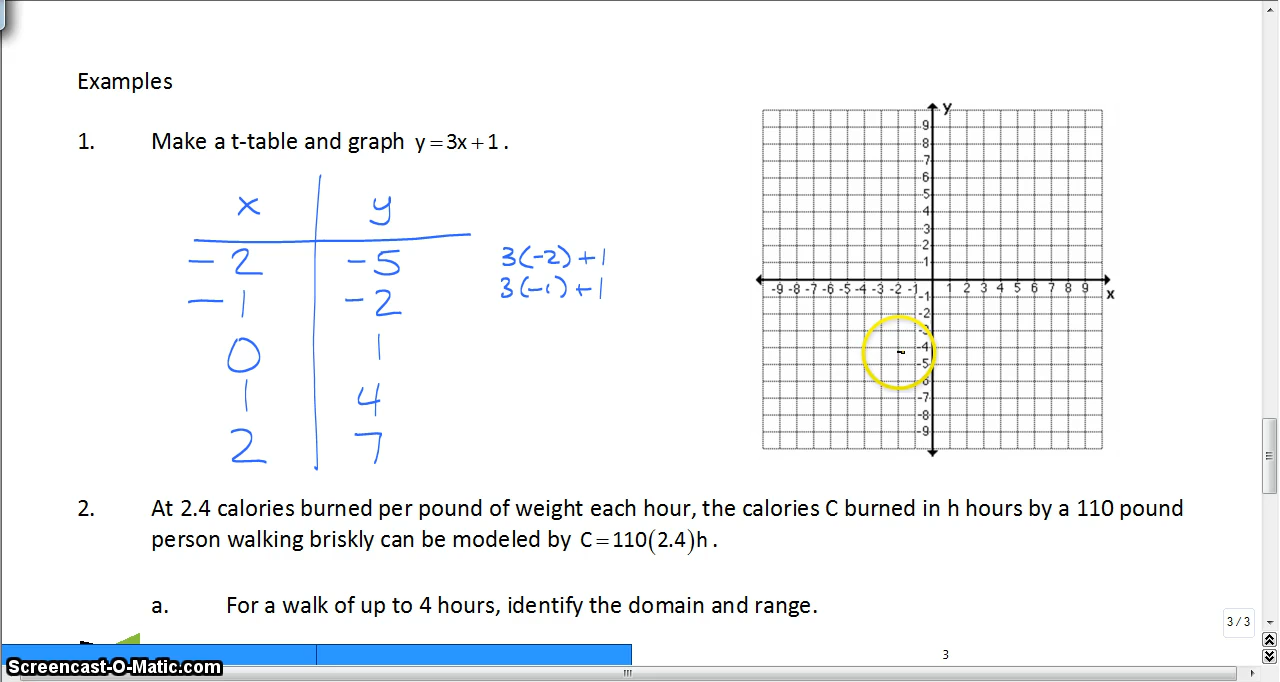 Examples
1. Make a t-table and graph y=3x+1.
x y
-2 -5 3(-2)+1
-1 -2 3(-1)+1
0 1
1 4
2 7
y
9
8
7
6
5
4
3
2
1
-9 -8 -7 -6 -5 -4 -3 -2 -1 1 2 3 4 5 6 7 8 9
x
-1
-2
-4
-5
-7
-8
-9
2. At 2.4 calories burned per pound of weight each hour, the calories C burned in h hours by a 110 pound
person walking briskly can be modeled by C=110(2.4)h.
a. For a walk of up to 4 hours, identify the domain and range.
3/3
3
Screencast-O-Matic.com